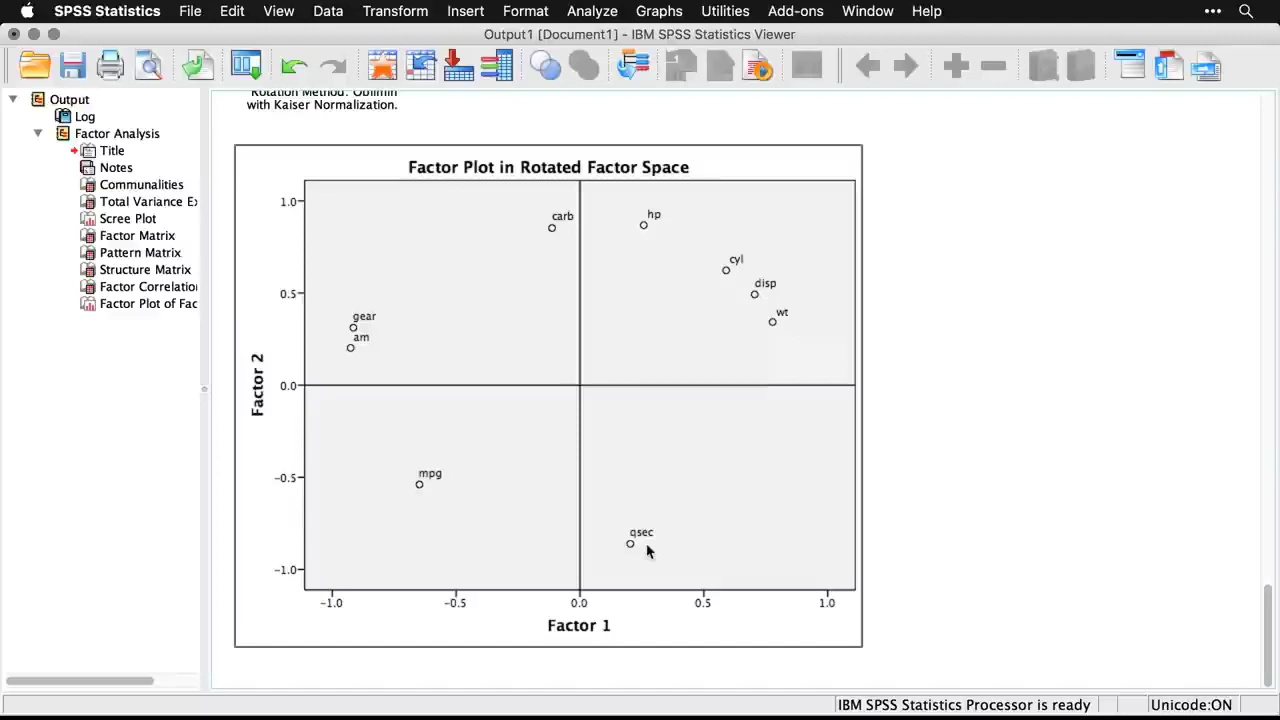 SPSS Statistics File Edit View Data Transform Insert Format Analyze Graphs Utilities Add-ons Window Help
Output1 [Document1] - IBM SPSS Statistics Viewer
Output
Log
Factor Analysis
Title
Notes
Communalities
Total Variance Ex
Scree Plot
Factor Matrix
Pattern Matrix
Structure Matrix
Factor Correlation
Factor Plot of Fac
Rotation Method: Oblimin
with Kaiser Normalization.
Factor Plot in Rotated Factor Space
1.0
0.5
0.0
-0.5
-1.0
Factor 2
carb
hp
cyl
disp
wt
gear
am
mpg
qsec
-1.0 -0.5 0.0 0.5 1.0
Factor 1
IBM SPSS Statistics Processor is ready
Unicode:ON